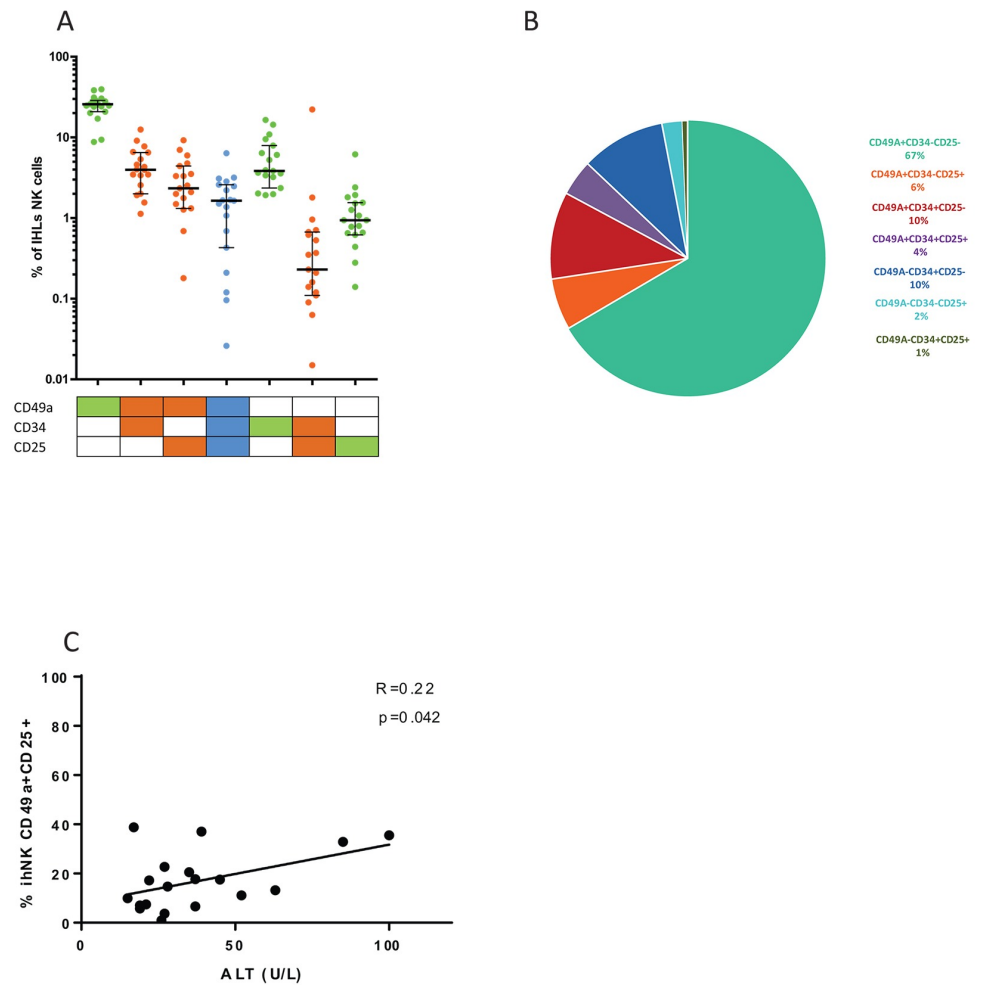 A
100
10
1
0.1
0.01
% of IHLs NK cells
CD49a
CD34
CD25
B
CD49A+CD34-CD25-
67%
CD49A+CD34-CD25+
6%
CD49A+CD34+CD25-
10%
CD49A+CD34+CD25+
4%
CD49A-CD34+CD25-
10%
CD49A-CD34-CD25+
2%
CD49A-CD34+CD25+
1%
C
100
80
60
40
20
0
% ihNK CD49a+CD25+
R=0.22
p=0.042
0 50 100
ALT (U/L)